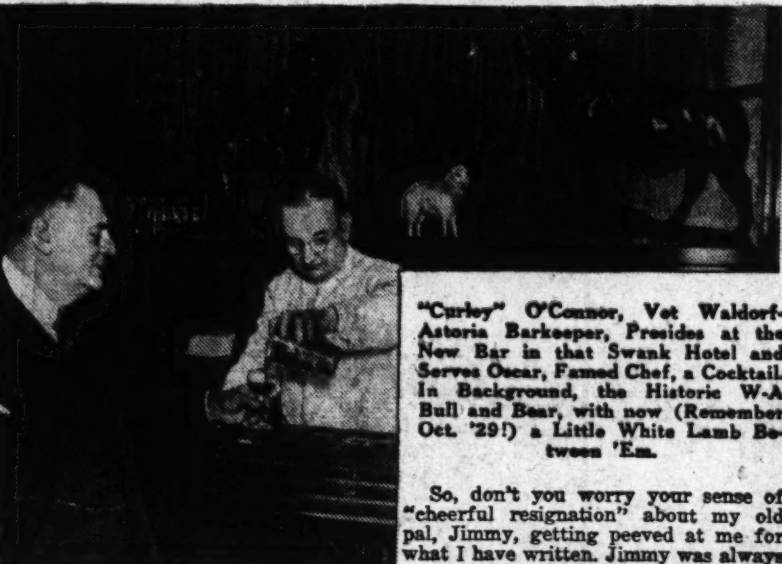 "Curley" O'Connor, Vet Waldorf-
Astoria Barkeeper, Presides at the
New Bar in that Swank Hotel and
Serves Oscar, Famed Chef, a Cocktail.
In Background, the Historic W-A
Bull and Bear, with now (Remember
Oct. '29!) a Little White Lamb Be-
tween 'Em.
So, don't you worry your sense of
"cheerful resignation" about my old
pal, Jimmy, getting peeved at me for
what I have written. Jimmy was always